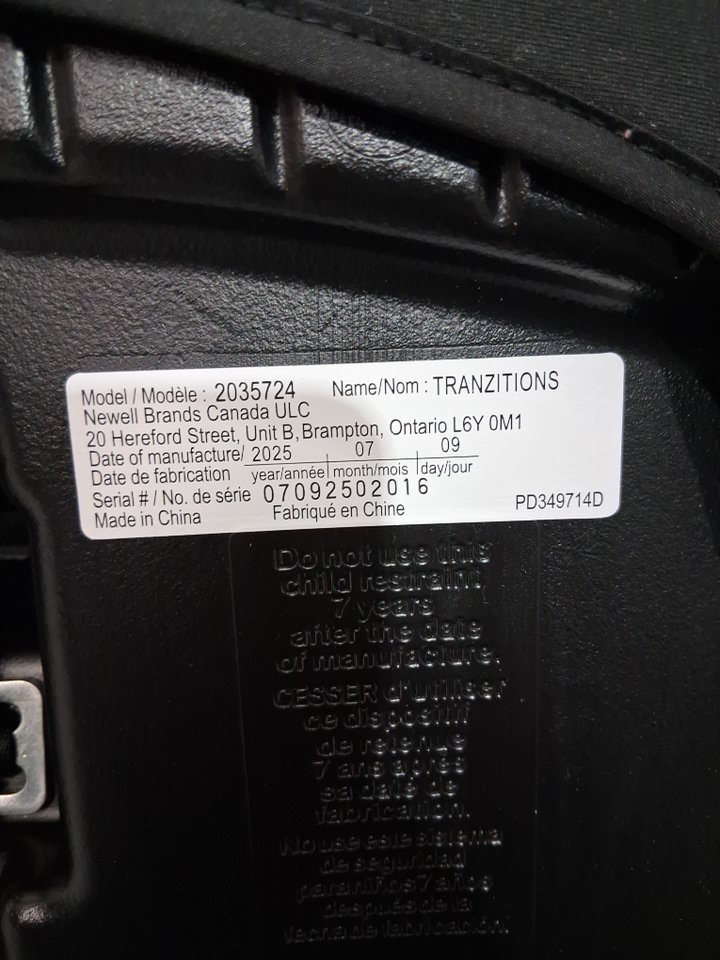 Model / Modèle : 2035724 Name/Nom : TRANZITIONS
Newell Brands Canada ULC
20 Hereford Street, Unit B, Brampton, Ontario L6Y 0M1
Date of manufacture/ 2025 07 09
Date de fabrication year/année month/mois day/jour
Serial # / No. de série 07092502016
Made in China Fabriqué en Chine PD349714D
Do not use this
child restraint
7 years
after the date
of manufacture.
CESSER d'utiliser
ce dispositif
de retenue
7 ans après
sa date de
fabrication.
No use este sistema
de seguridad
paraniños 7 años
después de la
fecha de fabricación.